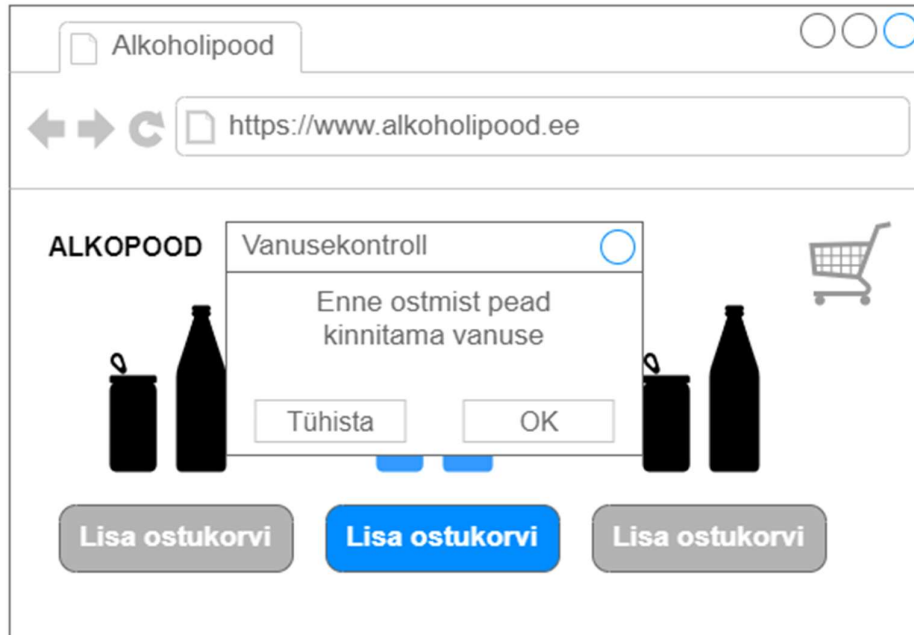 Alkoholipood
https://www.alkoholipood.ee
ALKOPOOD
Vanusekontroll
Enne ostmist pead
kinnitama vanuse
Tühista
OK
Lisa ostukorvi
Lisa ostukorvi
Lisa ostukorvi